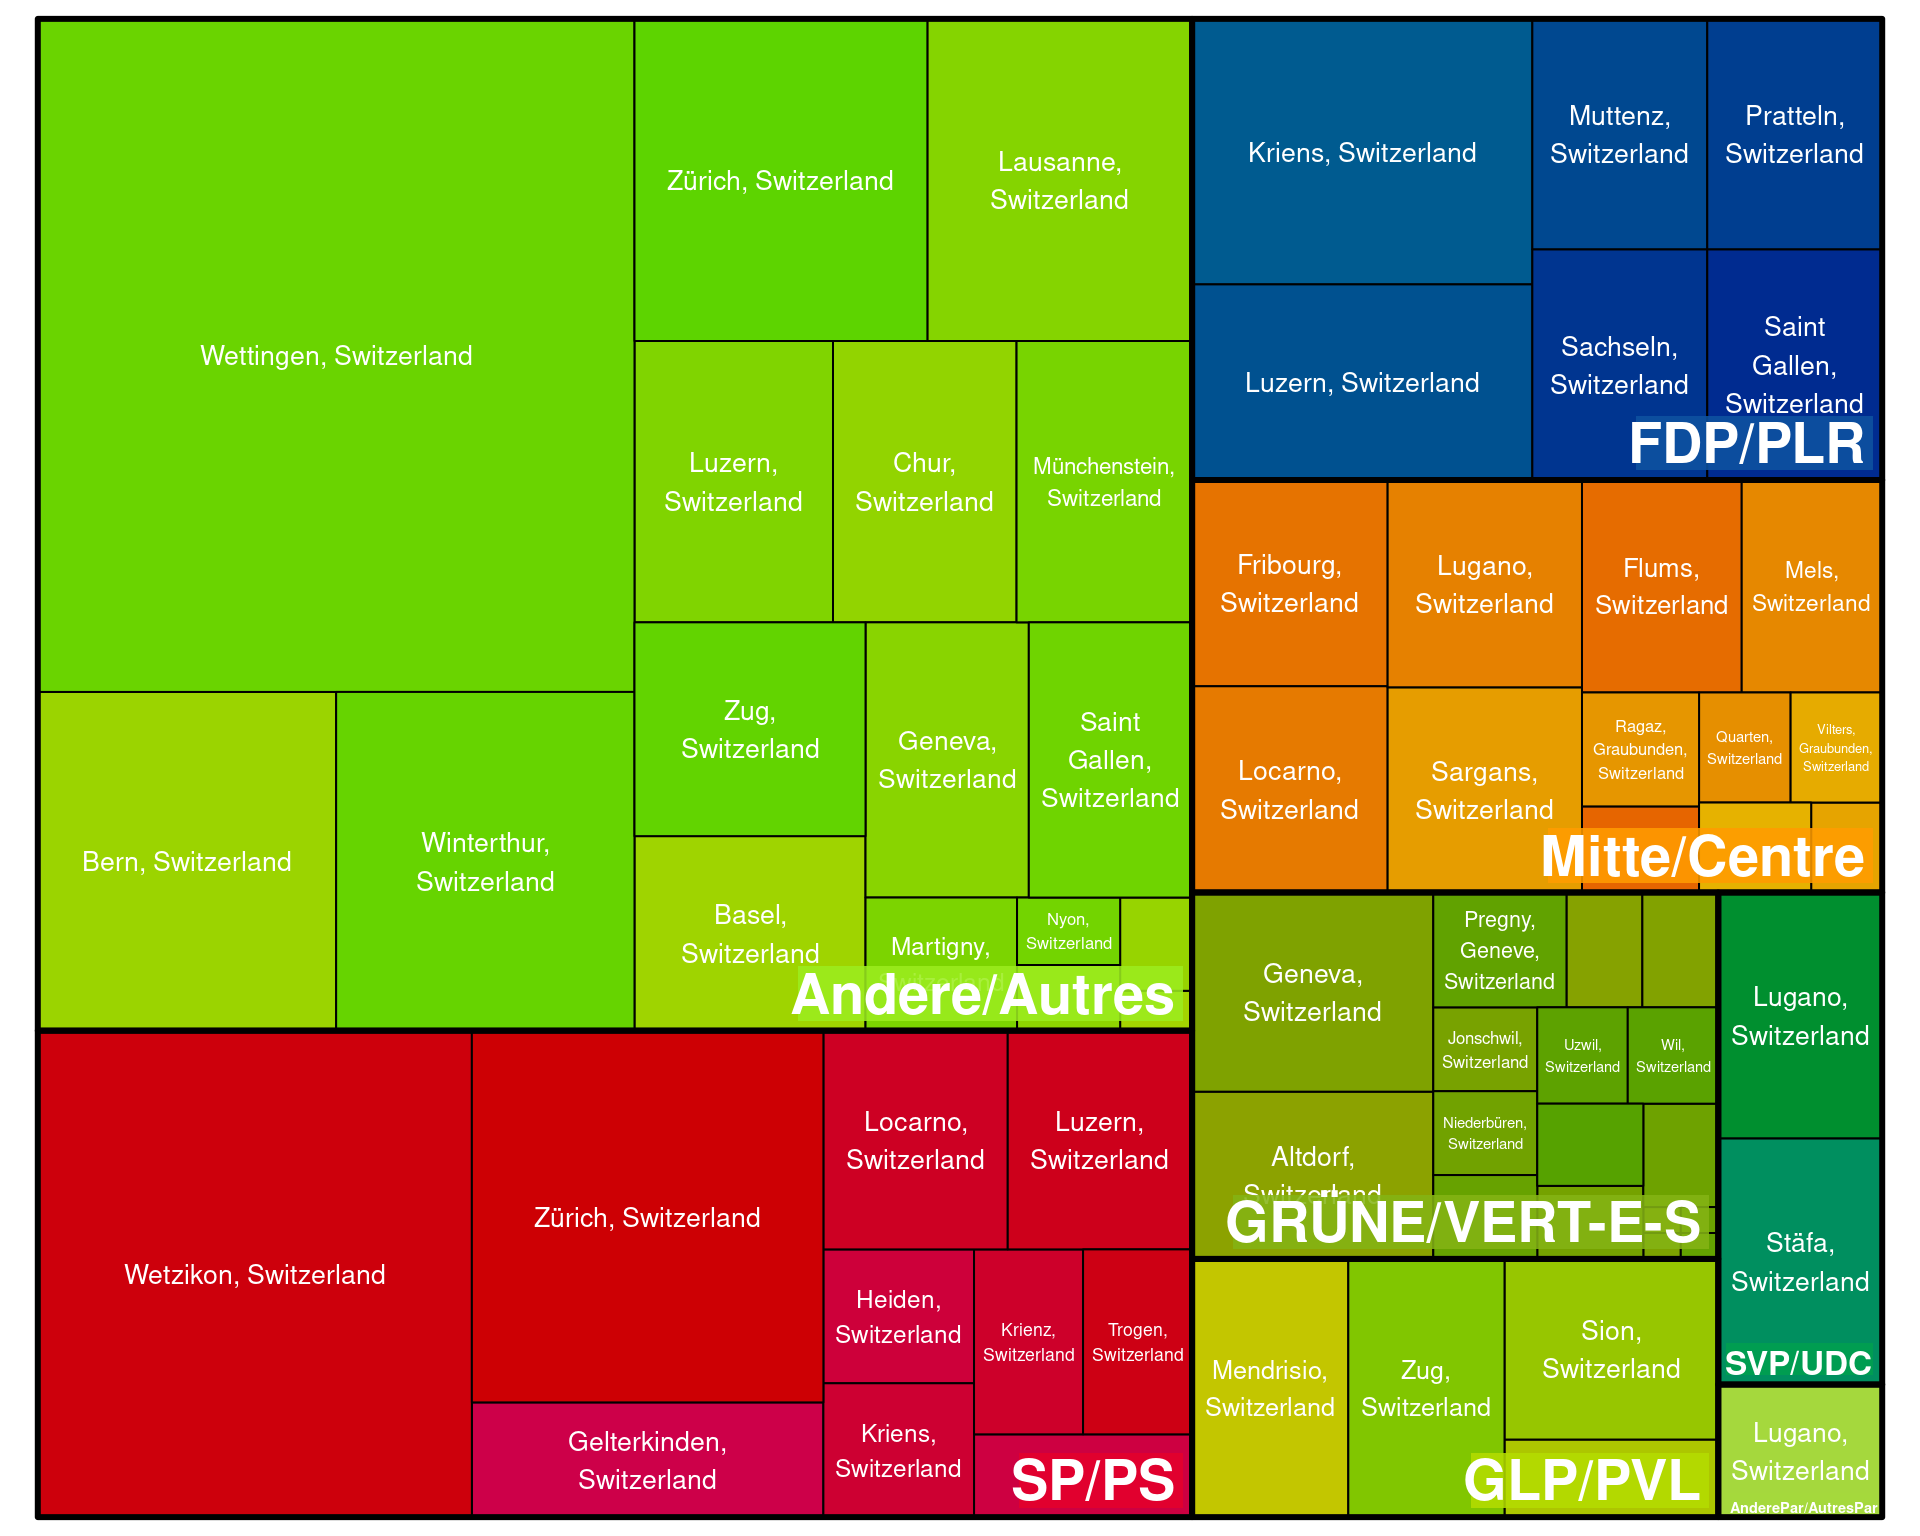 Wettingen, Switzerland
Zürich, Switzerland
Lausanne,
Switzerland
Luzern,
Switzerland
Chur,
Switzerland
Münchenstein,
Switzerland
Bern, Switzerland
Winterthur,
Switzerland
Zug,
Switzerland
Geneva,
Switzerland
Saint
Gallen,
Switzerland
Basel,
Switzerland
Martigny,
Switzerland
Nyon,
Switzerland
Andere/Autres
Wetzikon, Switzerland
Zürich, Switzerland
Gelterkinden,
Switzerland
Locarno,
Switzerland
Luzern,
Switzerland
Heiden,
Switzerland
Krienz,
Switzerland
Trogen,
Switzerland
Kriens,
Switzerland
SP/PS
Kriens, Switzerland
Luzern, Switzerland
Muttenz,
Switzerland
Pratteln,
Switzerland
Sachseln,
Switzerland
Saint
Gallen,
Switzerland
FDP/PLR
Fribourg,
Switzerland
Lugano,
Switzerland
Flums,
Switzerland
Mels,
Switzerland
Locarno,
Switzerland
Sargans,
Switzerland
Ragaz,
Graubunden,
Switzerland
Quarten,
Switzerland
Vilters,
Graubunden,
Switzerland
Mitte/Centre
Geneva,
Switzerland
Pregny,
Geneve,
Switzerland
Jonschwil,
Switzerland
Uzwil,
Switzerland
Wil,
Switzerland
Niederbüren,
Switzerland
Altdorf,
Switzerland
GRÜNE/VERT-E-S
Mendrisio,
Switzerland
Zug,
Switzerland
Sion,
Switzerland
GLP/PVL
Lugano,
Switzerland
Stäfa,
Switzerland
SVP/UDC
Lugano,
Switzerland
AnderePar/AutresPar